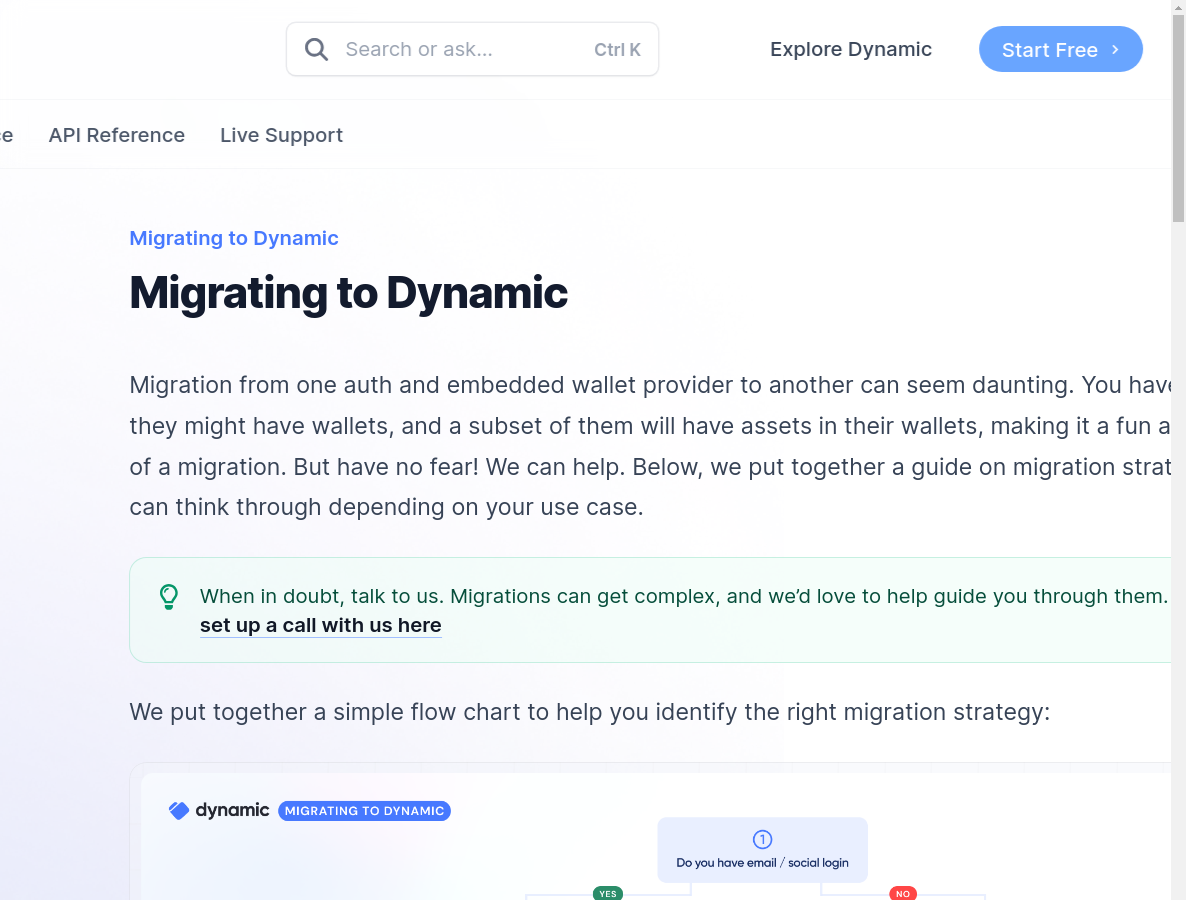 Search or ask...
Ctrl K
Explore Dynamic
Start Free
API Reference
Live Support
Migrating to Dynamic
Migrating to Dynamic
Migration from one auth and embedded wallet provider to another can seem daunting. You have
they might have wallets, and a subset of them will have assets in their wallets, making it a fun a
of a migration. But have no fear! We can help. Below, we put together a guide on migration strat
can think through depending on your use case.
When in doubt, talk to us. Migrations can get complex, and we’d love to help guide you through them.
set up a call with us here
We put together a simple flow chart to help you identify the right migration strategy:
dynamic
MIGRATING TO DYNAMIC
1
Do you have email / social login
YES
NO